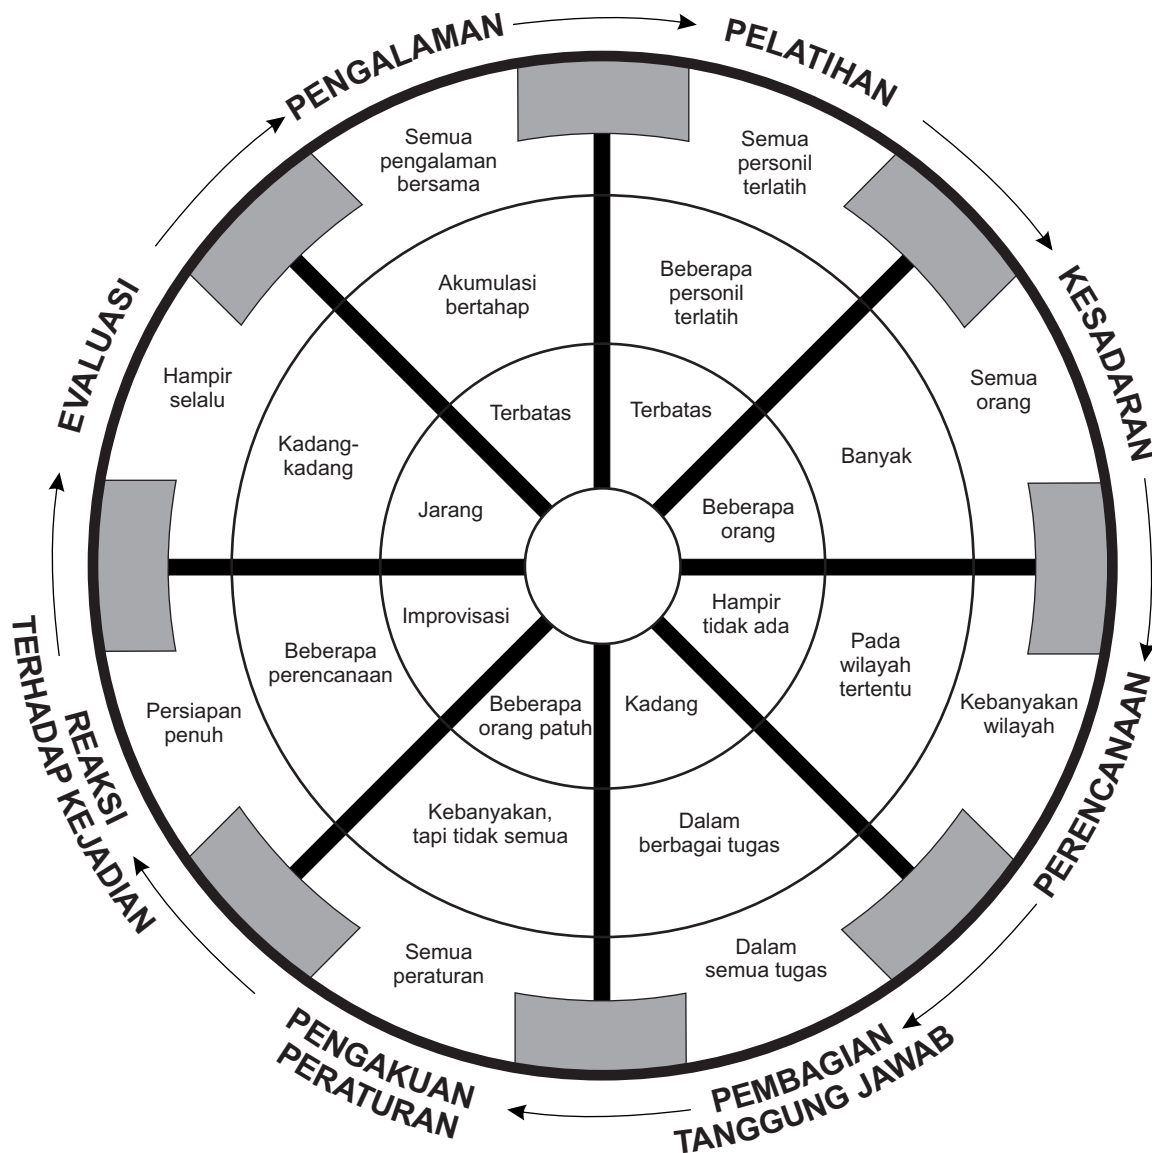 PENGALAMAN
PELATIHAN
KESADARAN
PERENCANAAN
PEMBAGIAN
TANGGUNG JAWAB
PENGAKUAN
PERATURAN
REAKSI
TERHADAP KEJADIAN
EVALUASI
Semua
pengalaman
bersama
Akumulasi
bertahap
Terbatas
Semua
personil
terlatih
Beberapa
personil
terlatih
Terbatas
Semua
orang
Banyak
Beberapa
orang
Kebanyakan
wilayah
Pada
wilayah
tertentu
Hampir
tidak ada
Dalam
semua tugas
Dalam
berbagai tugas
Kadang
Semua
peraturan
Kebanyakan,
tapi tidak semua
Beberapa
orang patuh
Persiapan
penuh
Beberapa
perencanaan
Improvisasi
Hampir
selalu
Kadang-
kadang
Jarang